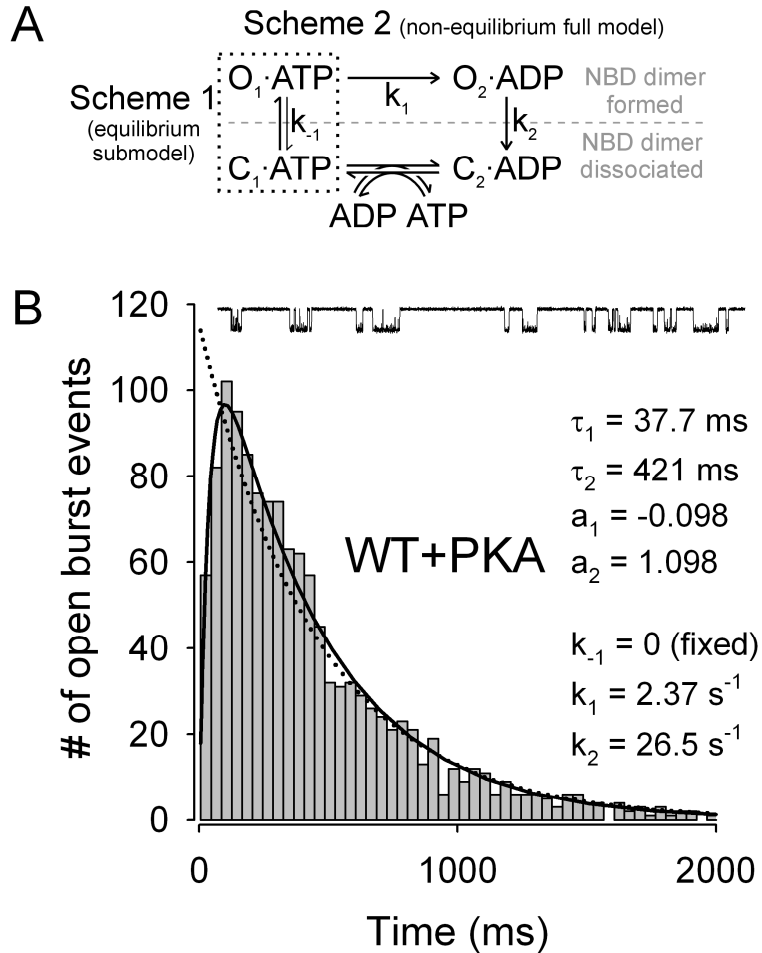 A
Scheme 2 (non-equilibrium full model)
Scheme 1
(equilibrium
submodel)
O₁·ATP
k₁
O₂·ADP
NBD dimer
formed
k₋₁
k₂
C₁·ATP
C₂·ADP
NBD dimer
dissociated
ADP ATP
B
# of open burst events
120
100
80
60
40
20
0
WT+PKA
τ₁ = 37.7 ms
τ₂ = 421 ms
a₁ = -0.098
a₂ = 1.098
k₋₁ = 0 (fixed)
k₁ = 2.37 s⁻¹
k₂ = 26.5 s⁻¹
0 1000 2000
Time (ms)